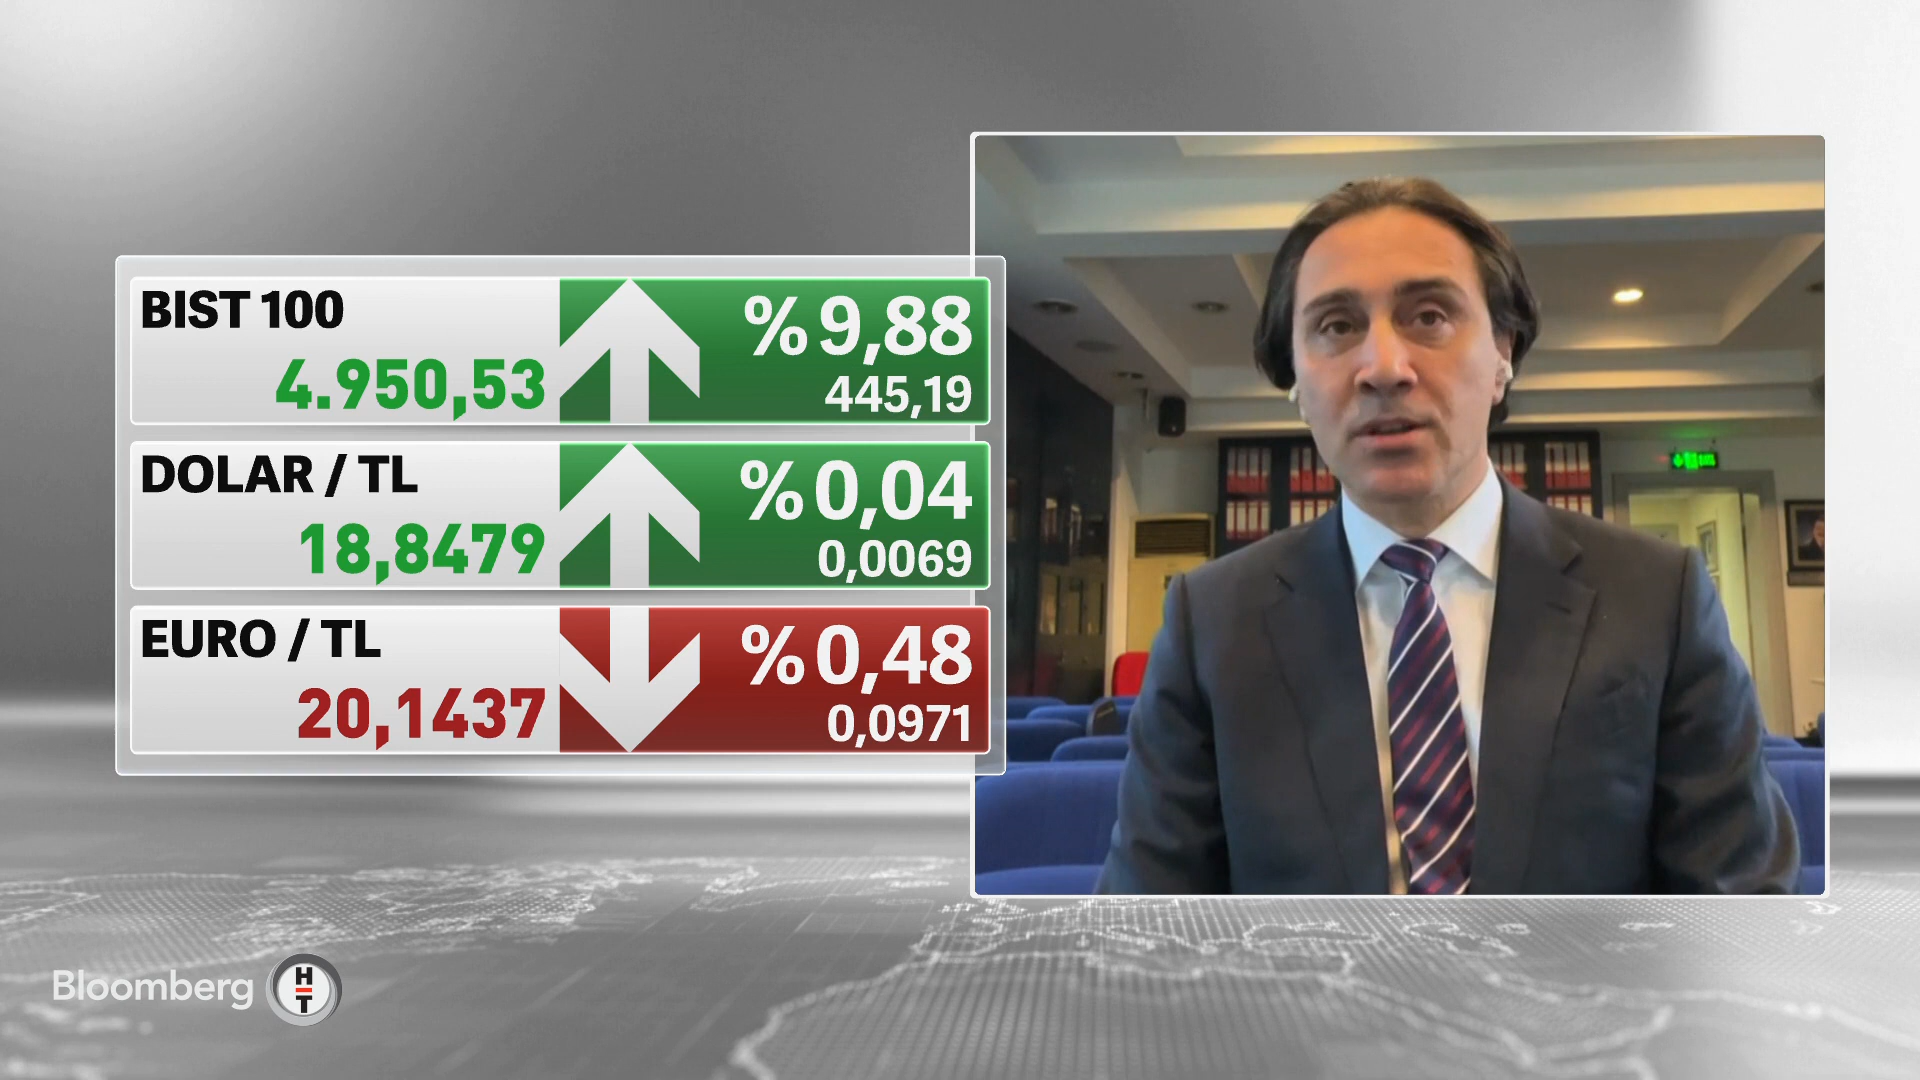 BIST 100
4.950,53
%9,88
445,19
DOLAR / TL
18,8479
%0,04
0,0069
EURO / TL
20,1437
%0,48
0,0971
Bloomberg HT